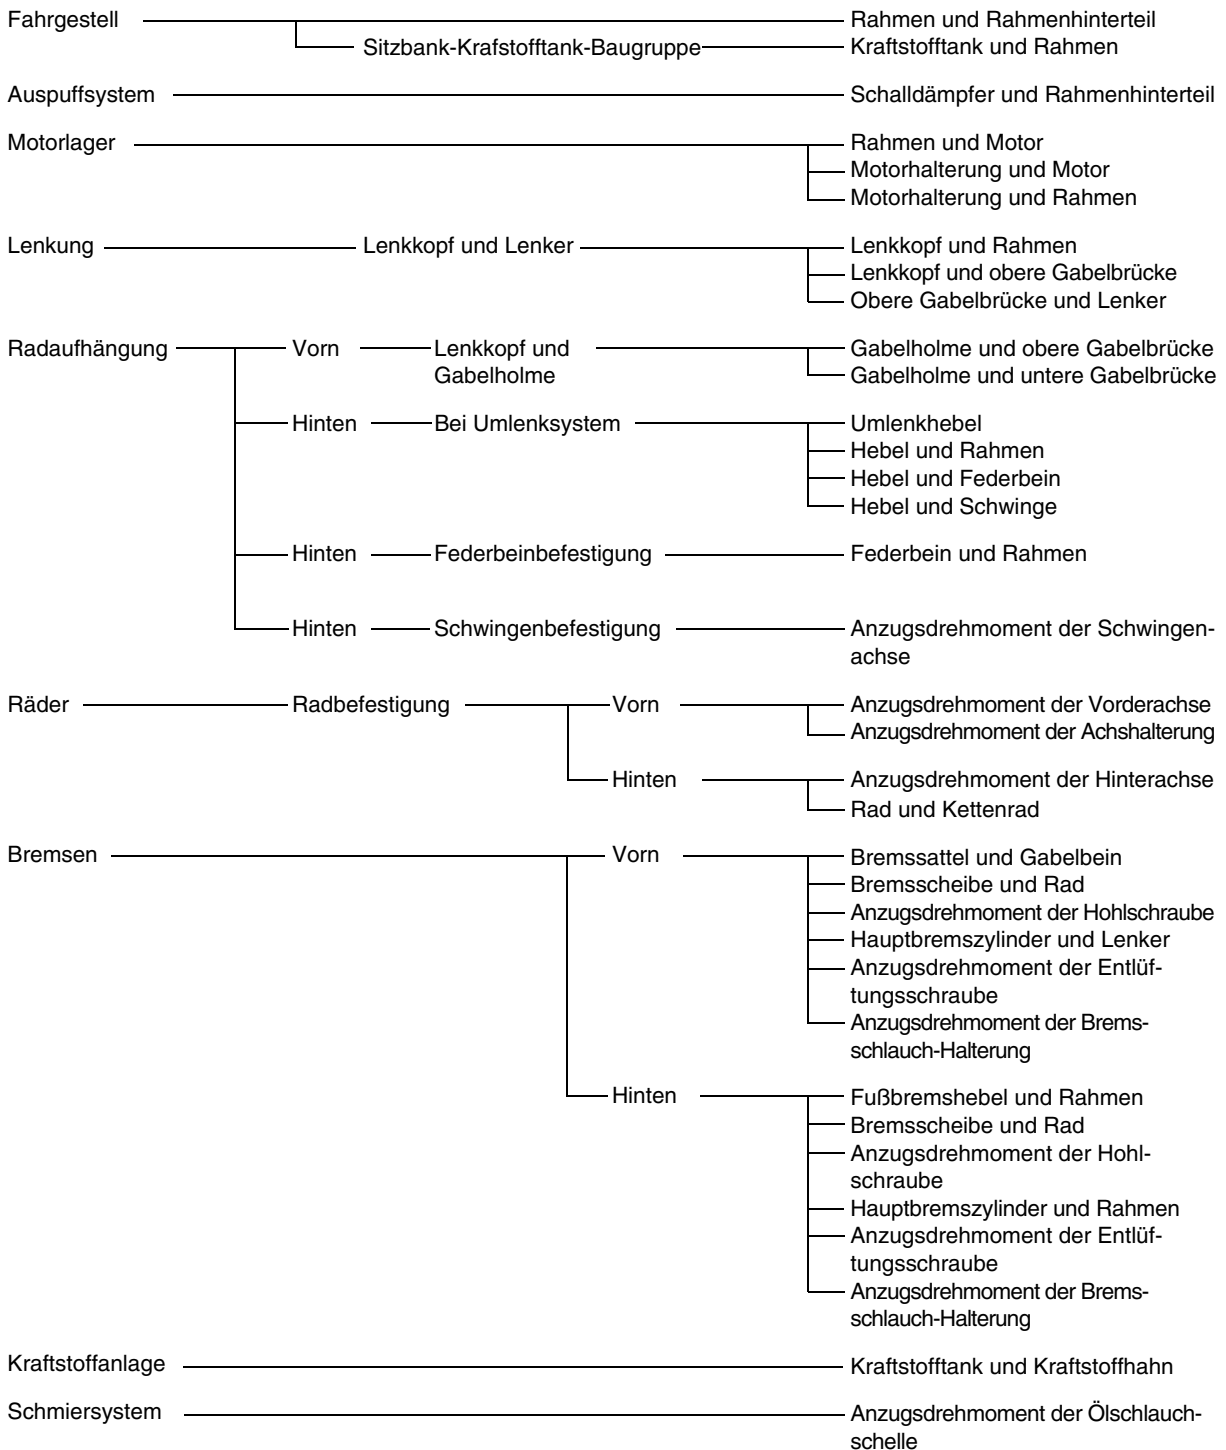 Fahrgestell Rahmen und Rahmenhinterteil
Sitzbank-Krafstofftank-Baugruppe Kraftstofftank und Rahmen
Auspuffsystem Schalldämpfer und Rahmenhinterteil
Motorlager Rahmen und Motor
Motorhalterung und Motor
Motorhalterung und Rahmen
Lenkung Lenkkopf und Lenker Lenkkopf und Rahmen
Lenkkopf und obere Gabelbrücke
Obere Gabelbrücke und Lenker
Radaufhängung Vorn Lenkkopf und Gabelholme und obere Gabelbrücke
Gabelholme Gabelholme und untere Gabelbrücke
Hinten Bei Umlenksystem Umlenkhebel
Hebel und Rahmen
Hebel und Federbein
Hebel und Schwinge
Hinten Federbeinbefestigung Federbein und Rahmen
Hinten Schwingenbefestigung Anzugsdrehmoment der Schwingen-
achse
Räder Radbefestigung Vorn Anzugsdrehmoment der Vorderachse
Anzugsdrehmoment der Achshalterung
Hinten Anzugsdrehmoment der Hinterachse
Rad und Kettenrad
Bremsen Vorn Bremssattel und Gabelbein
Bremsscheibe und Rad
Anzugsdrehmoment der Hohlschraube
Hauptbremszylinder und Lenker
Anzugsdrehmoment der Entlüf-
tungsschraube
Anzugsdrehmoment der Brems-
schlauch-Halterung
Hinten Fußbremshebel und Rahmen
Bremsscheibe und Rad
Anzugsdrehmoment der Hohl-
schraube
Hauptbremszylinder und Rahmen
Anzugsdrehmoment der Entlüf-
tungsschraube
Anzugsdrehmoment der Brems-
schlauch-Halterung
Kraftstoffanlage Kraftstofftank und Kraftstoffhahn
Schmiersystem Anzugsdrehmoment der Ölschlauch-
schelle